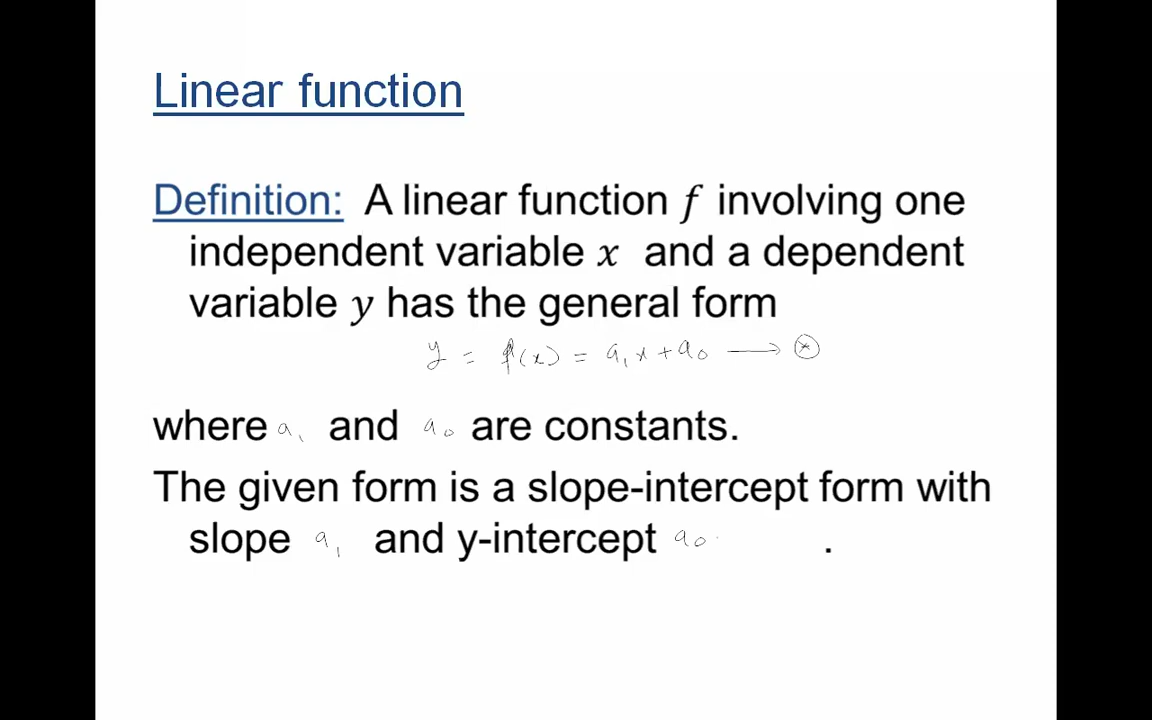 Linear function
Definition: A linear function f involving one
independent variable x and a dependent
variable y has the general form
y = f(x) = a₁x + a₀ ⟶ ⊛
where a₁ and a₀ are constants.
The given form is a slope-intercept form with
slope a₁ and y-intercept a₀ .